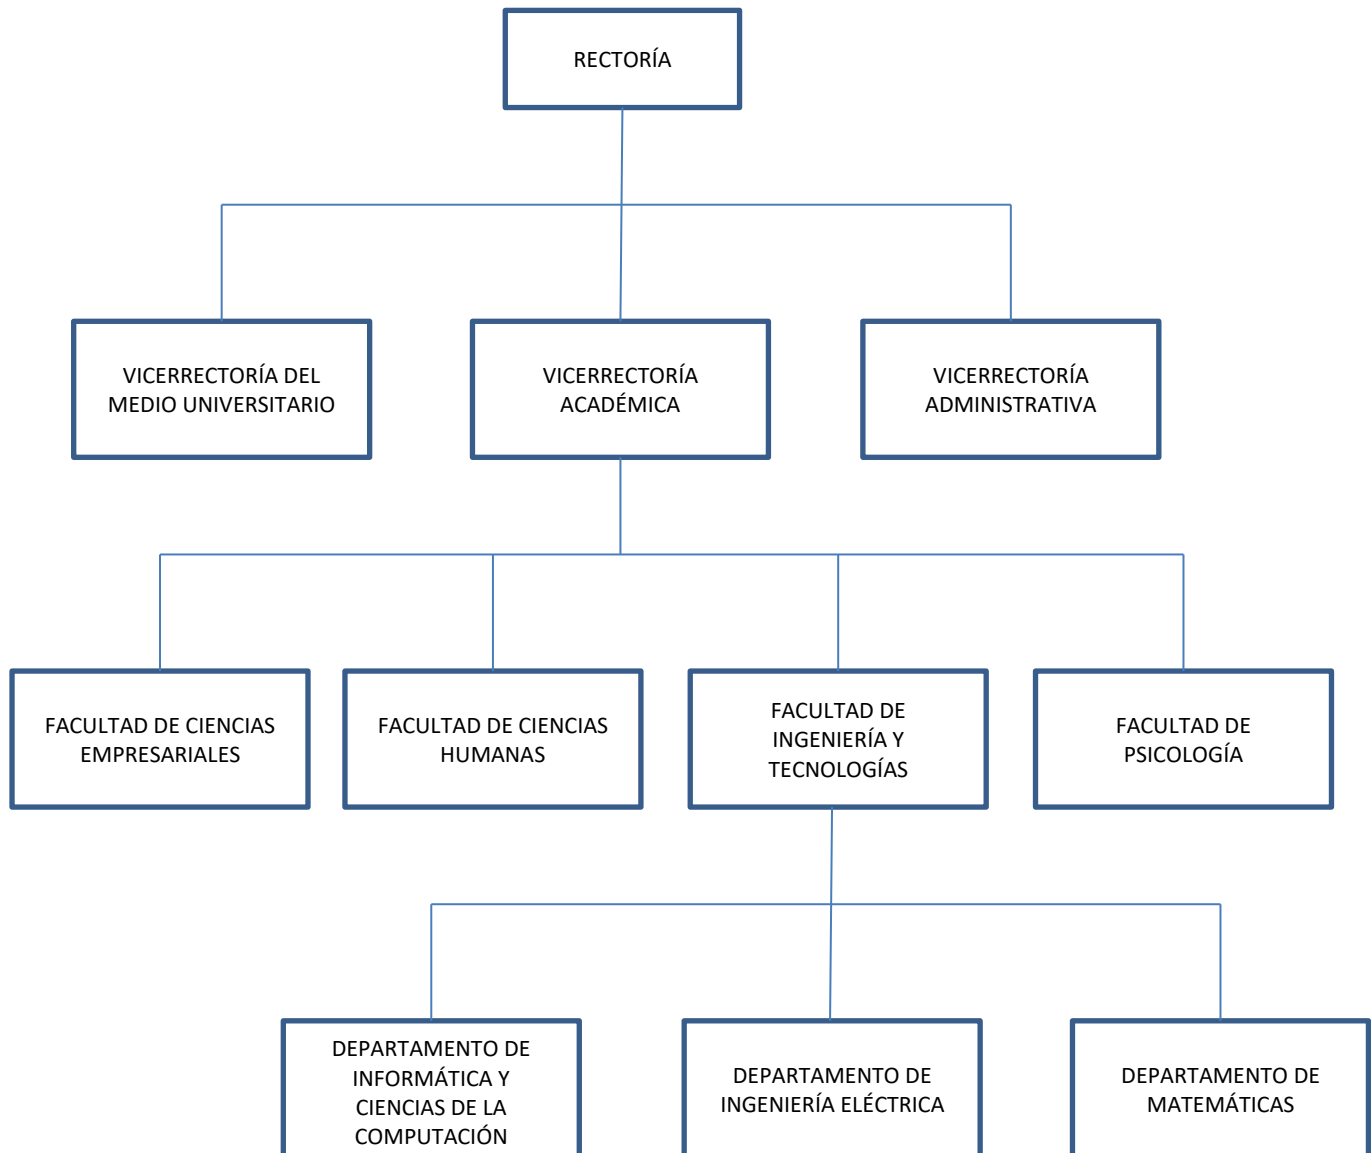 RECTORÍA
VICERRECTORÍA DEL
MEDIO UNIVERSITARIO
VICERRECTORÍA
ACADÉMICA
VICERRECTORÍA
ADMINISTRATIVA
FACULTAD DE CIENCIAS
EMPRESARIALES
FACULTAD DE CIENCIAS
HUMANAS
FACULTAD DE
INGENIERÍA Y
TECNOLOGÍAS
FACULTAD DE
PSICOLOGÍA
DEPARTAMENTO DE
INFORMÁTICA Y
CIENCIAS DE LA
COMPUTACIÓN
DEPARTAMENTO DE
INGENIERÍA ELÉCTRICA
DEPARTAMENTO DE
MATEMÁTICAS